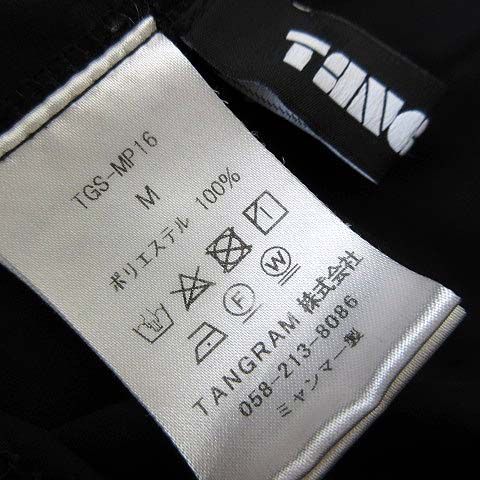 TANG
TGS-MP16
M
ポリエステル 100%
F W
TANGRAM 株式会社
058-213-8086
ミャンマー製